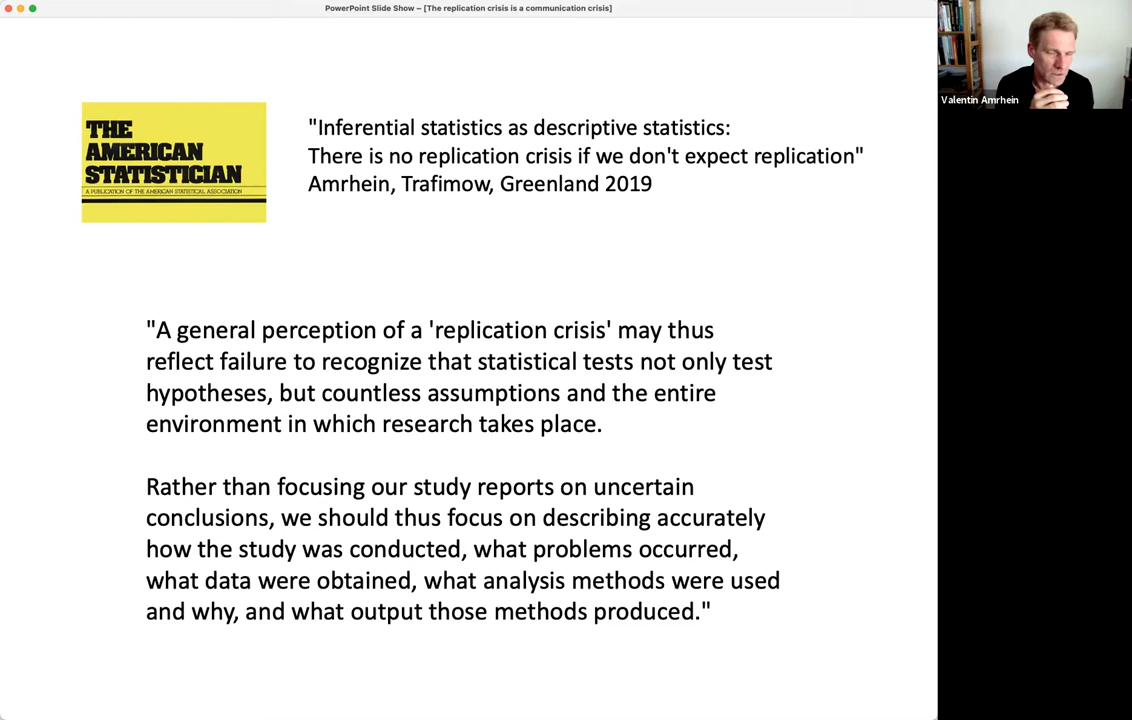 PowerPoint Slide Show – [The replication crisis is a communication crisis]
Valentin Amrhein
THE
AMERICAN
STATISTICIAN
A PUBLICATION OF THE AMERICAN STATISTICAL ASSOCIATION
"Inferential statistics as descriptive statistics:
There is no replication crisis if we don't expect replication"
Amrhein, Trafimow, Greenland 2019
"A general perception of a 'replication crisis' may thus
reflect failure to recognize that statistical tests not only test
hypotheses, but countless assumptions and the entire
environment in which research takes place.
Rather than focusing our study reports on uncertain
conclusions, we should thus focus on describing accurately
how the study was conducted, what problems occurred,
what data were obtained, what analysis methods were used
and why, and what output those methods produced."